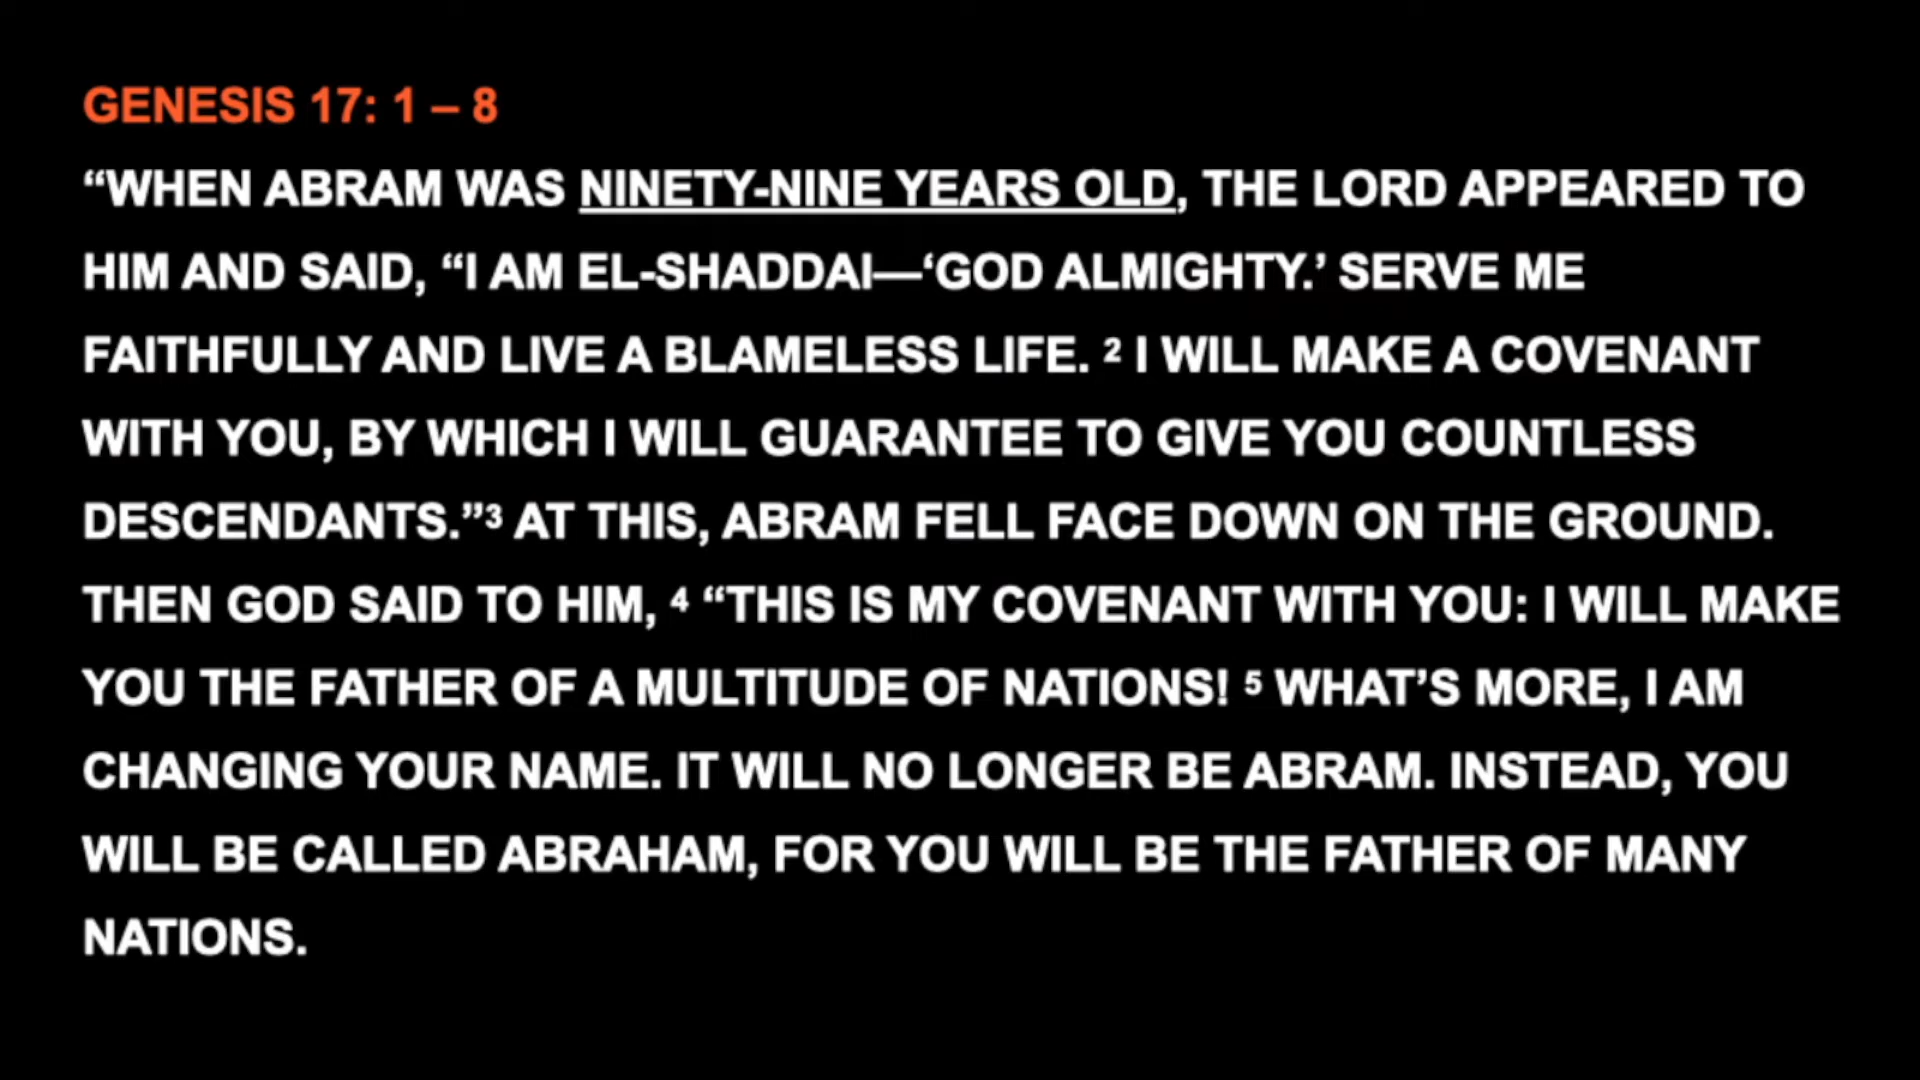 GENESIS 17: 1 – 8
“WHEN ABRAM WAS NINETY-NINE YEARS OLD, THE LORD APPEARED TO
HIM AND SAID, “I AM EL-SHADDAI—‘GOD ALMIGHTY.’ SERVE ME
FAITHFULLY AND LIVE A BLAMELESS LIFE. ² I WILL MAKE A COVENANT
WITH YOU, BY WHICH I WILL GUARANTEE TO GIVE YOU COUNTLESS
DESCENDANTS.”³ AT THIS, ABRAM FELL FACE DOWN ON THE GROUND.
THEN GOD SAID TO HIM, ⁴ “THIS IS MY COVENANT WITH YOU: I WILL MAKE
YOU THE FATHER OF A MULTITUDE OF NATIONS! ⁵ WHAT’S MORE, I AM
CHANGING YOUR NAME. IT WILL NO LONGER BE ABRAM. INSTEAD, YOU
WILL BE CALLED ABRAHAM, FOR YOU WILL BE THE FATHER OF MANY
NATIONS.